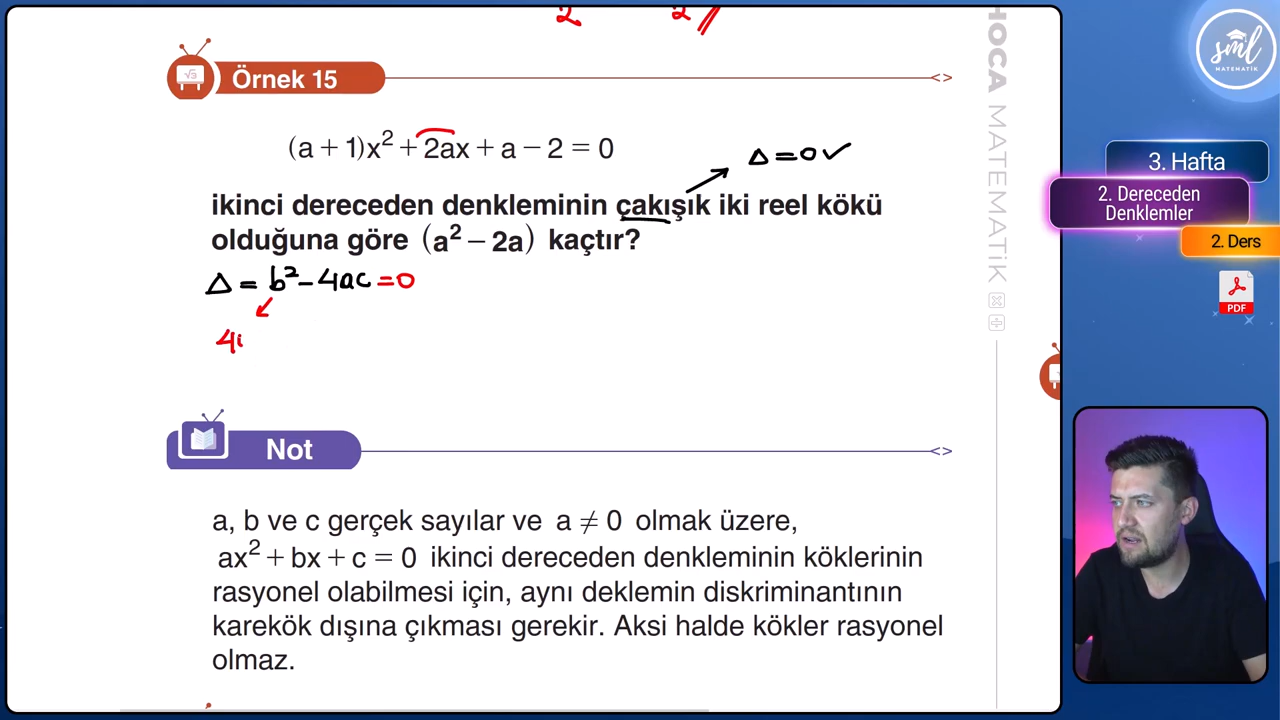 2 2
Örnek 15
(a + 1)x² + 2ax + a − 2 = 0
Δ = 0 ✓
ikinci dereceden denkleminin çakışık iki reel kökü
olduğuna göre (a² − 2a) kaçtır?
Δ = b² − 4ac = 0
Not
a, b ve c gerçek sayılar ve a ≠ 0 olmak üzere,
ax² + bx + c = 0 ikinci dereceden denkleminin köklerinin
rasyonel olabilmesi için, aynı deklemin diskriminantının
karekök dışına çıkması gerekir. Aksi halde kökler rasyonel
olmaz.
HOCA MATEMATİK
sml
MATEMATİK
3. Hafta
2. Dereceden
Denklemler
2. Ders
PDF